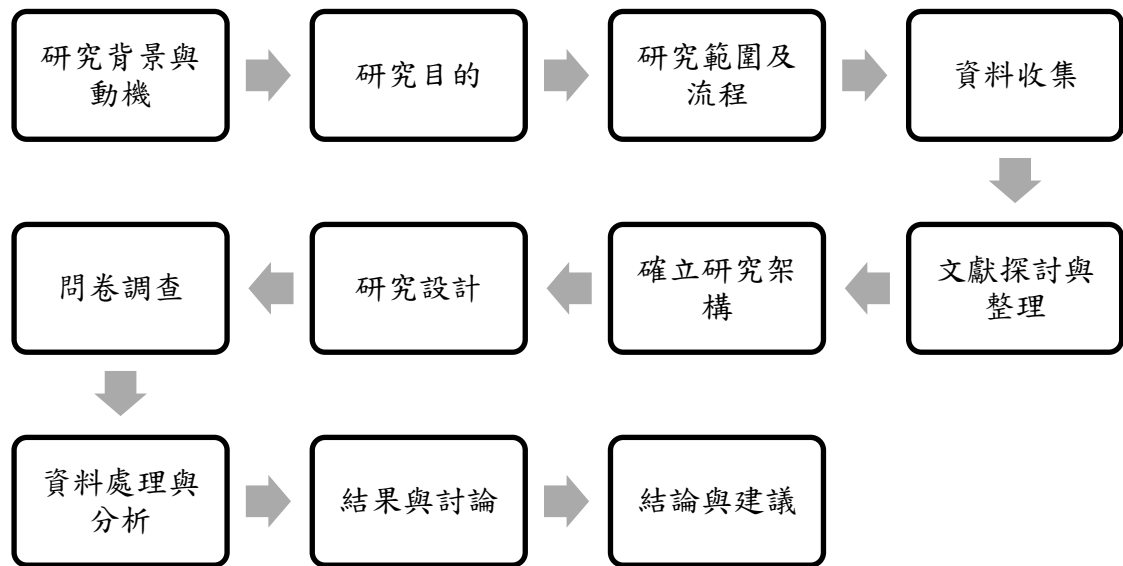 研究背景與
動機
研究目的
研究範圍及
流程
資料收集
文獻探討與
整理
確立研究架
構
研究設計
問卷調查
資料處理與
分析
結果與討論
結論與建議